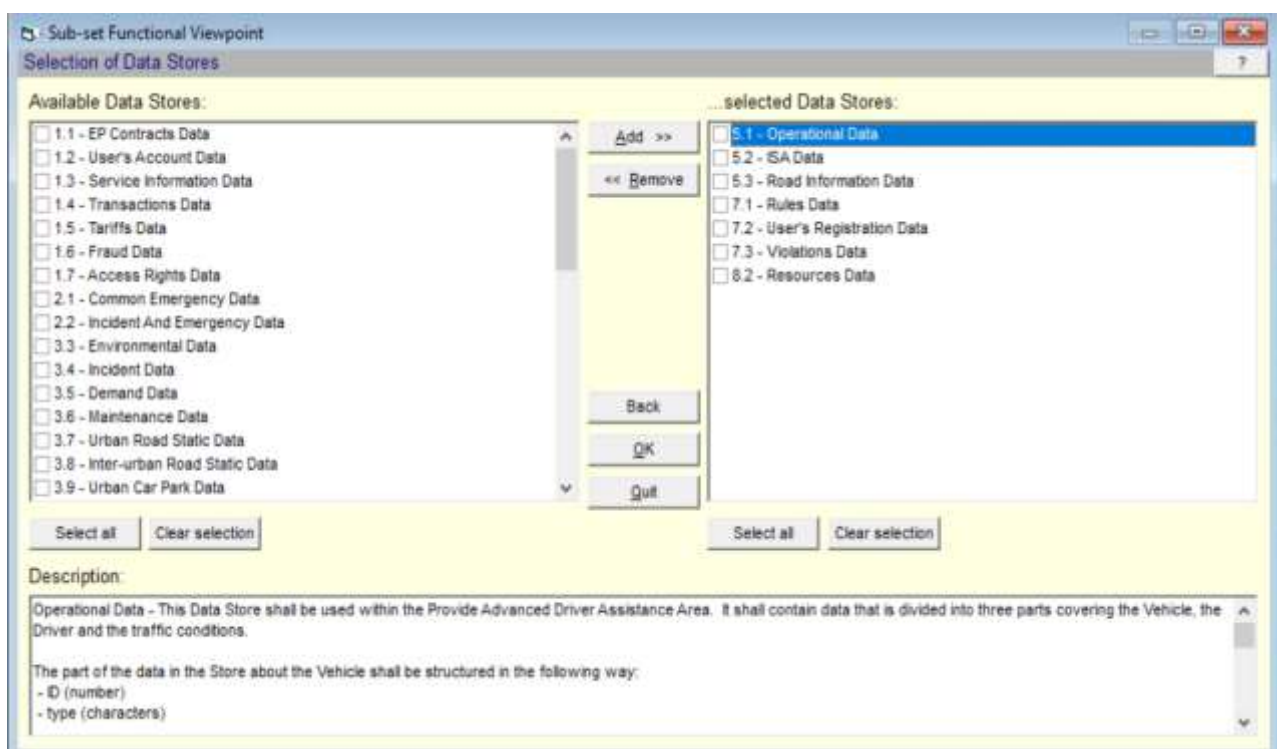 Sub-set Functional Viewpoint
Selection of Data Stores
?
Available Data Stores:
1.1 - EP Contracts Data
1.2 - User's Account Data
1.3 - Service Information Data
1.4 - Transactions Data
1.5 - Tariffs Data
1.6 - Fraud Data
1.7 - Access Rights Data
2.1 - Common Emergency Data
2.2 - Incident And Emergency Data
3.3 - Environmental Data
3.4 - Incident Data
3.5 - Demand Data
3.6 - Maintenance Data
3.7 - Urban Road Static Data
3.8 - Inter-urban Road Static Data
3.9 - Urban Car Park Data
Add >>
<< Remove
Back
OK
Quit
...selected Data Stores:
5.1 - Operational Data
5.2 - ISA Data
5.3 - Road Information Data
7.1 - Rules Data
7.2 - User's Registration Data
7.3 - Violations Data
8.2 - Resources Data
Select all
Clear selection
Select all
Clear selection
Description:
Operational Data - This Data Store shall be used within the Provide Advanced Driver Assistance Area. It shall contain data that is divided into three parts covering the Vehicle, the
Driver and the traffic conditions.
The part of the data in the Store about the Vehicle shall be structured in the following way:
- ID (number)
- type (characters)